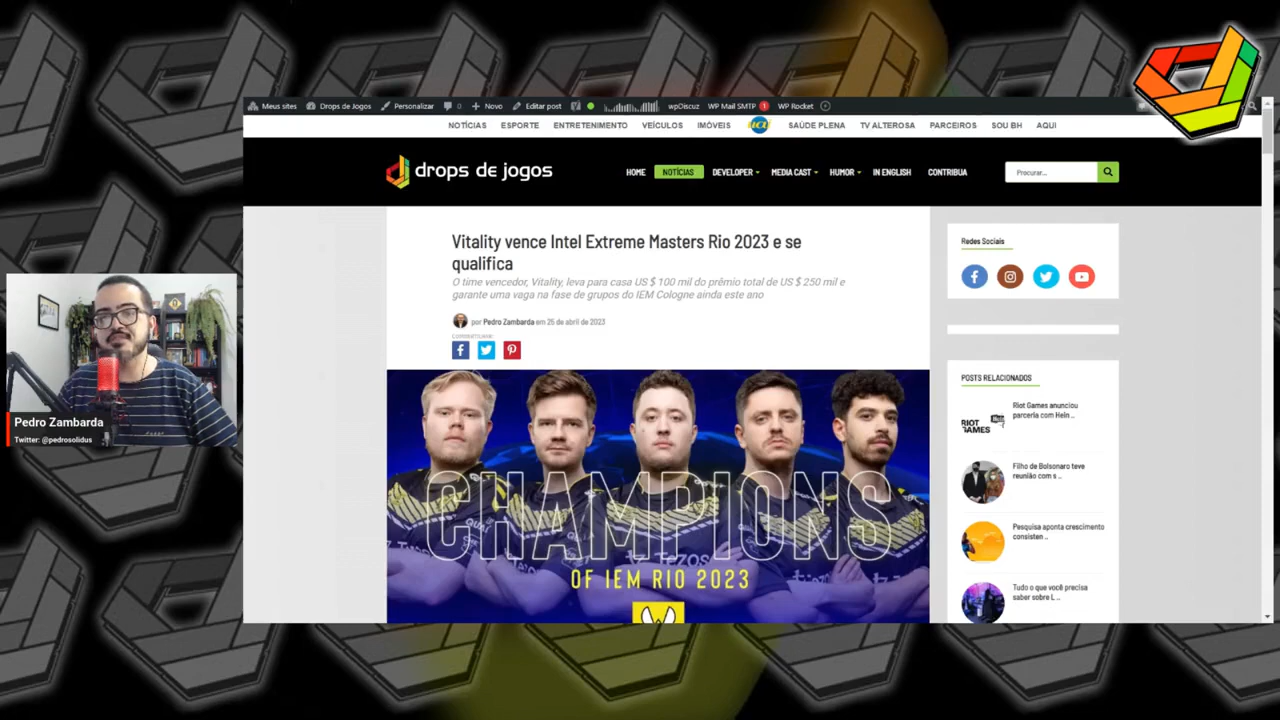 Meus sites Drops de Jogos Personalizar 0 Novo Editar post wpDiscuz WP Mail SMTP 1 WP Rocket
NOTÍCIAS ESPORTE ENTRETENIMENTO VEÍCULOS IMÓVEIS UAI SAÚDE PLENA TV ALTEROSA PARCEIROS SOU BH AQUI
drops de jogos
HOME NOTÍCIAS DEVELOPER MEDIA CAST HUMOR IN ENGLISH CONTRIBUA
Procurar...
Vitality vence Intel Extreme Masters Rio 2023 e se
qualifica
O time vencedor, Vitality, leva para casa US $ 100 mil do prêmio total de US $ 250 mil e
garante uma vaga na fase de grupos do IEM Cologne ainda este ano
por Pedro Zambarda em 25 de abril de 2023
COMPARTILHE:
CHAMPIONS
OF IEM RIO 2023
Tezos
Redes Sociais
POSTS RELACIONADOS
RIOT
GAMES
Riot Games anunciou
parceria com Hein ..
Filho de Bolsonaro teve
reunião com s ..
Pesquisa aponta crescimento
consisten ..
Tudo o que você precisa
saber sobre L ..
Pedro Zambarda
Twitter: @pedrosolidus